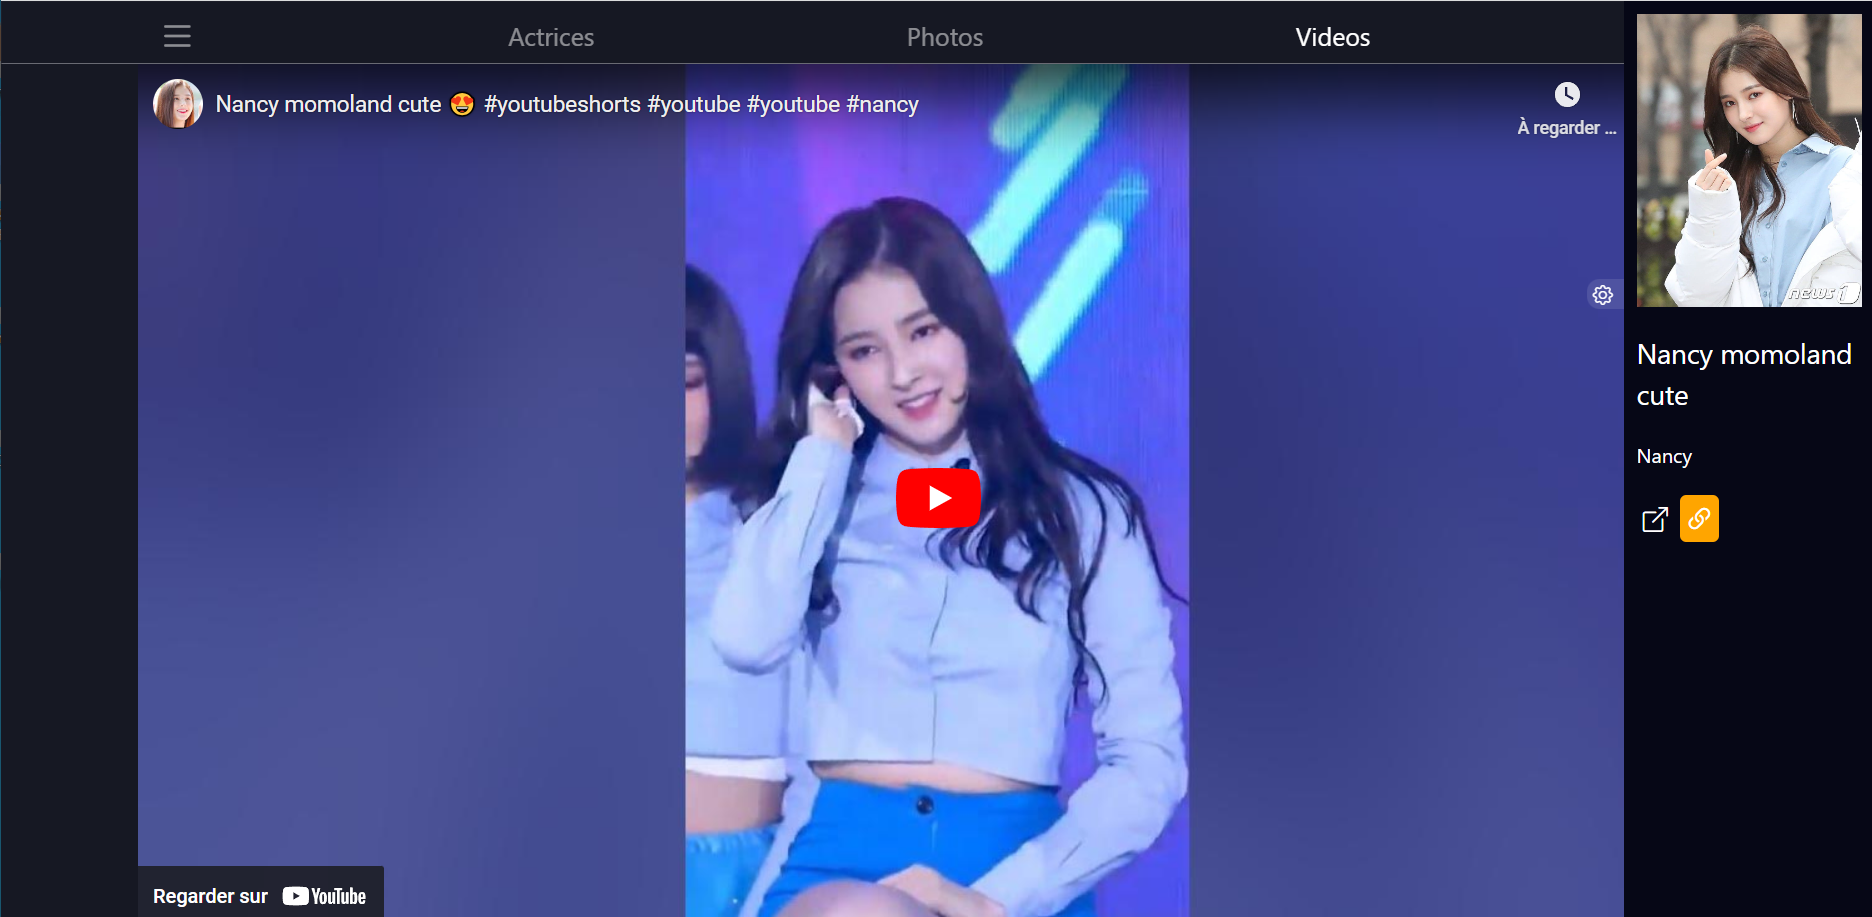 Actrices
Photos
Videos
Nancy momoland cute 😍 #youtubeshorts #youtube #youtube #nancy
À regarder ...
news1
Nancy momoland
cute
Nancy
Regarder sur YouTube